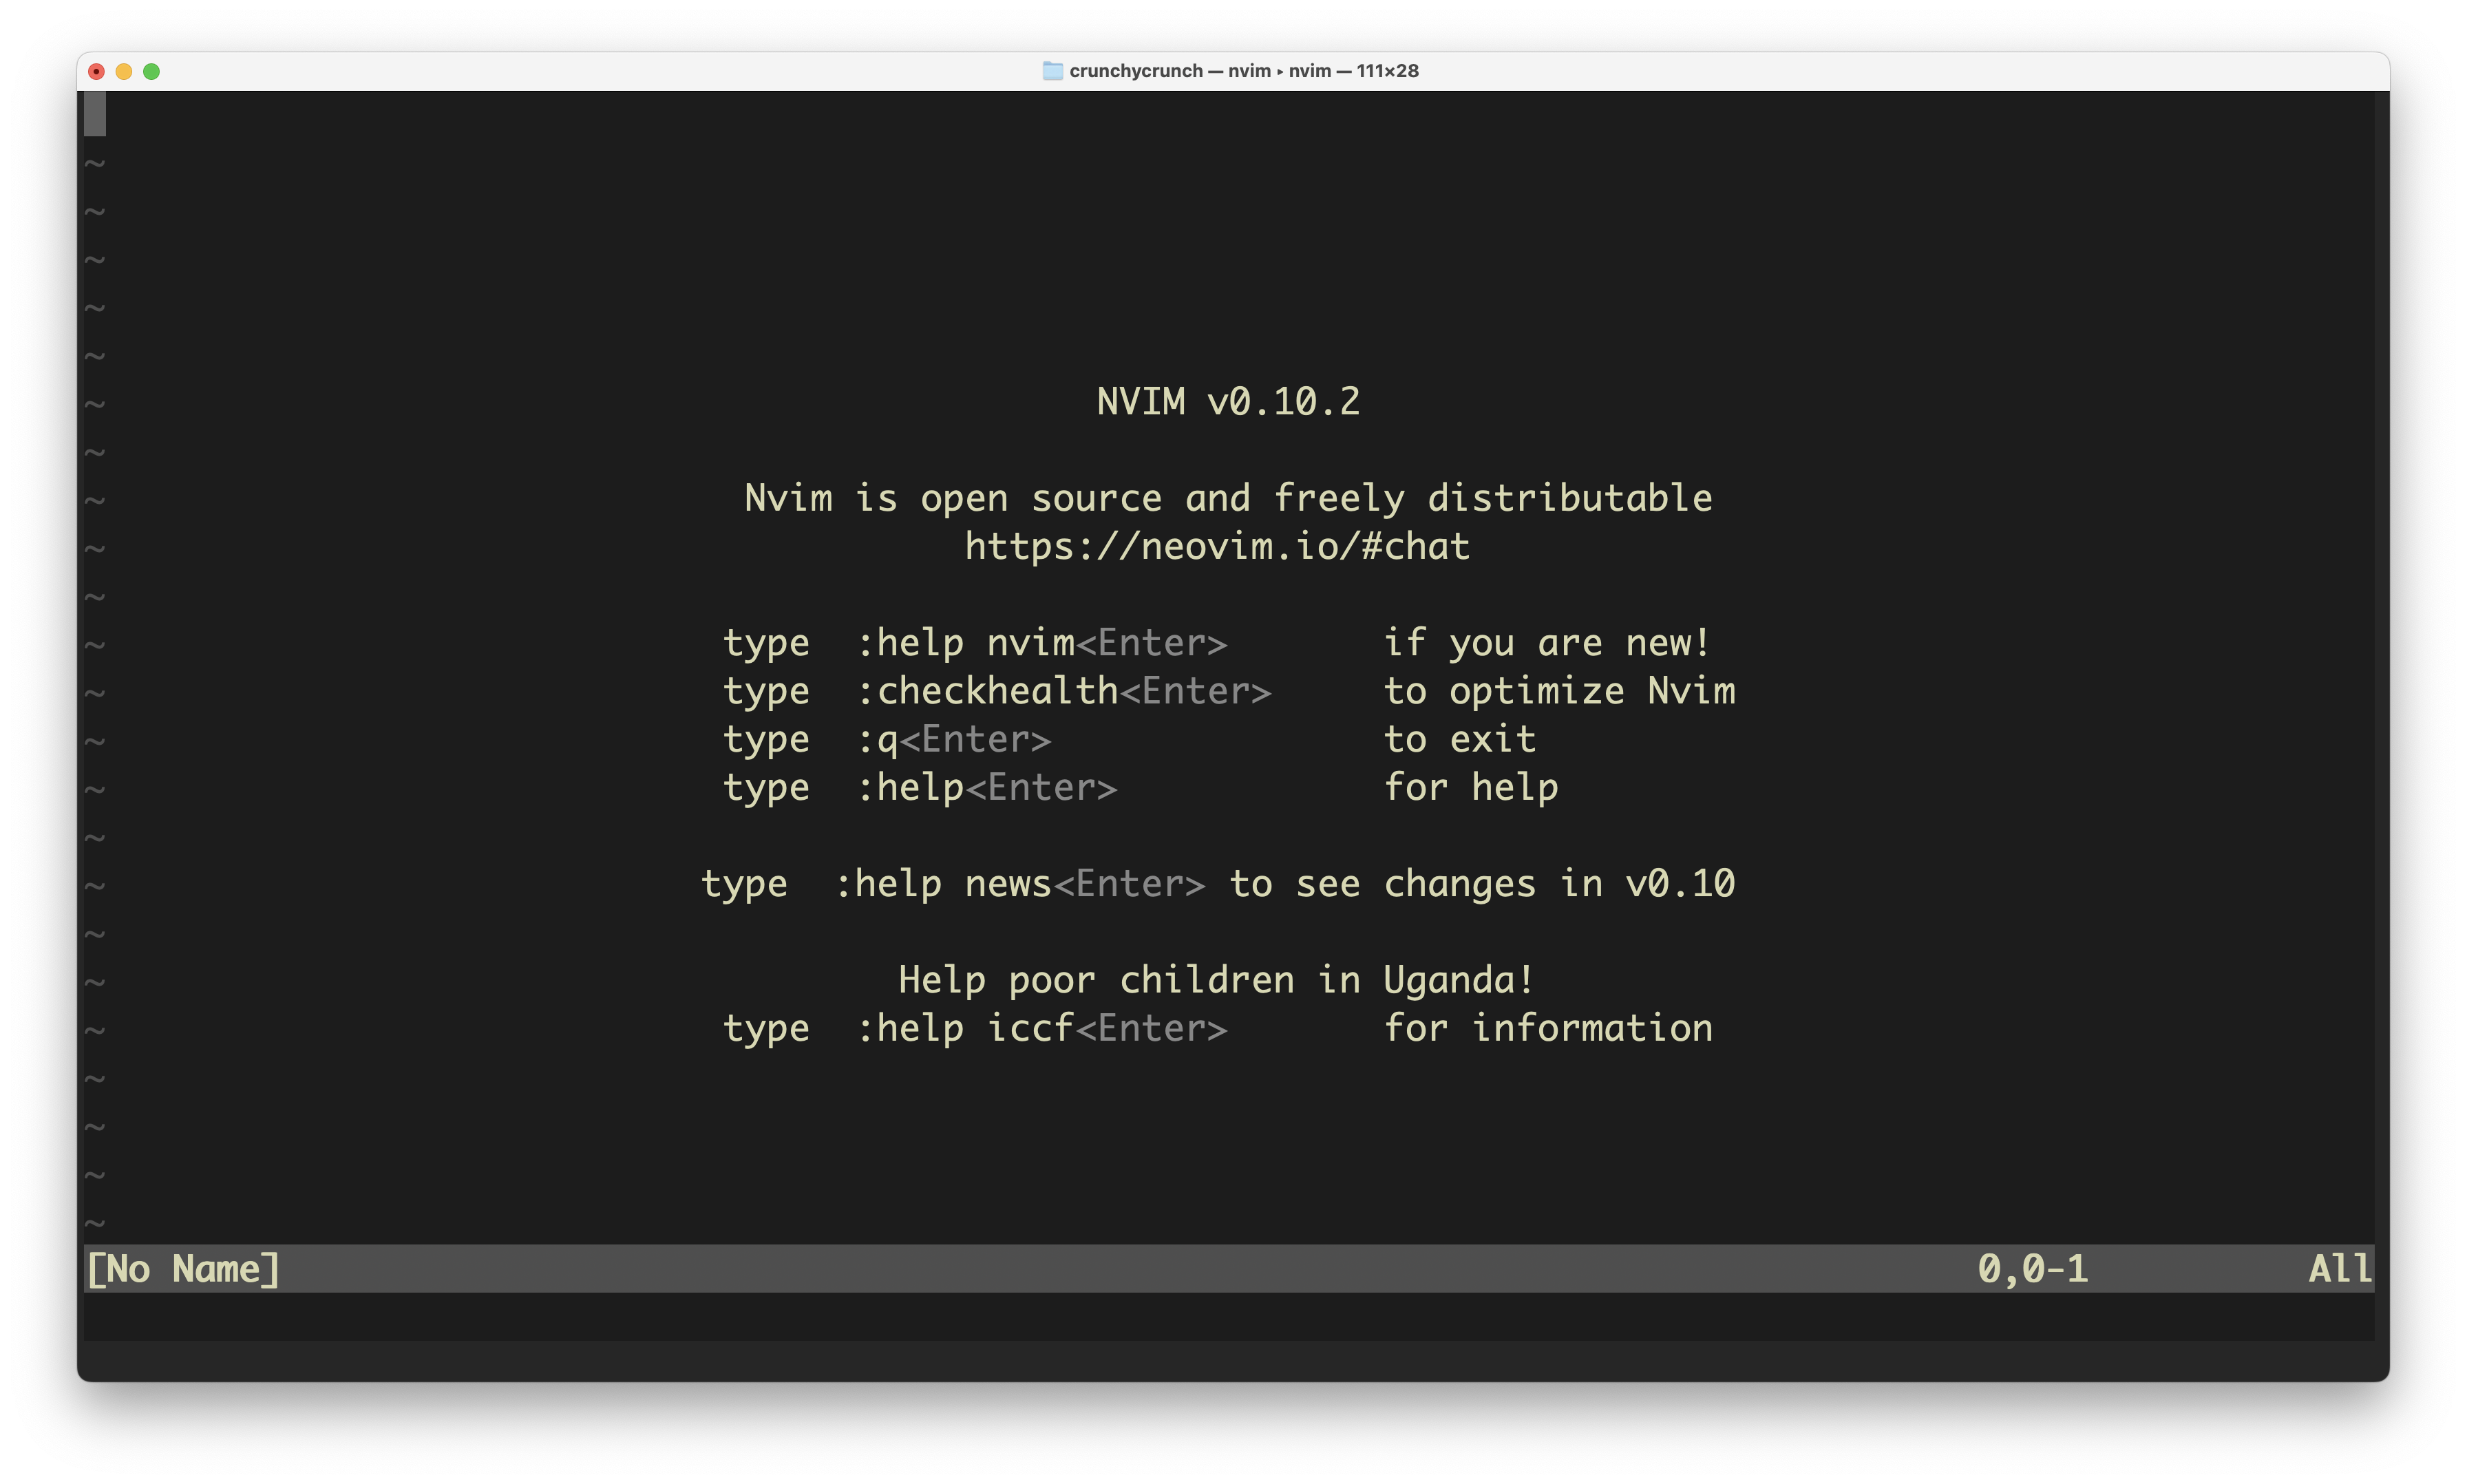 crunchycrunch — nvim ▸ nvim — 111×28
~
~
~
~
~
~ NVIM v0.10.2
~
~ Nvim is open source and freely distributable
~ https://neovim.io/#chat
~
~ type  :help nvim<Enter>       if you are new!
~ type  :checkhealth<Enter>     to optimize Nvim
~ type  :q<Enter>               to exit
~ type  :help<Enter>            for help
~
~ type  :help news<Enter> to see changes in v0.10
~
~ Help poor children in Uganda!
~ type  :help iccf<Enter>       for information
~
~
~
~
[No Name] 0,0-1 All